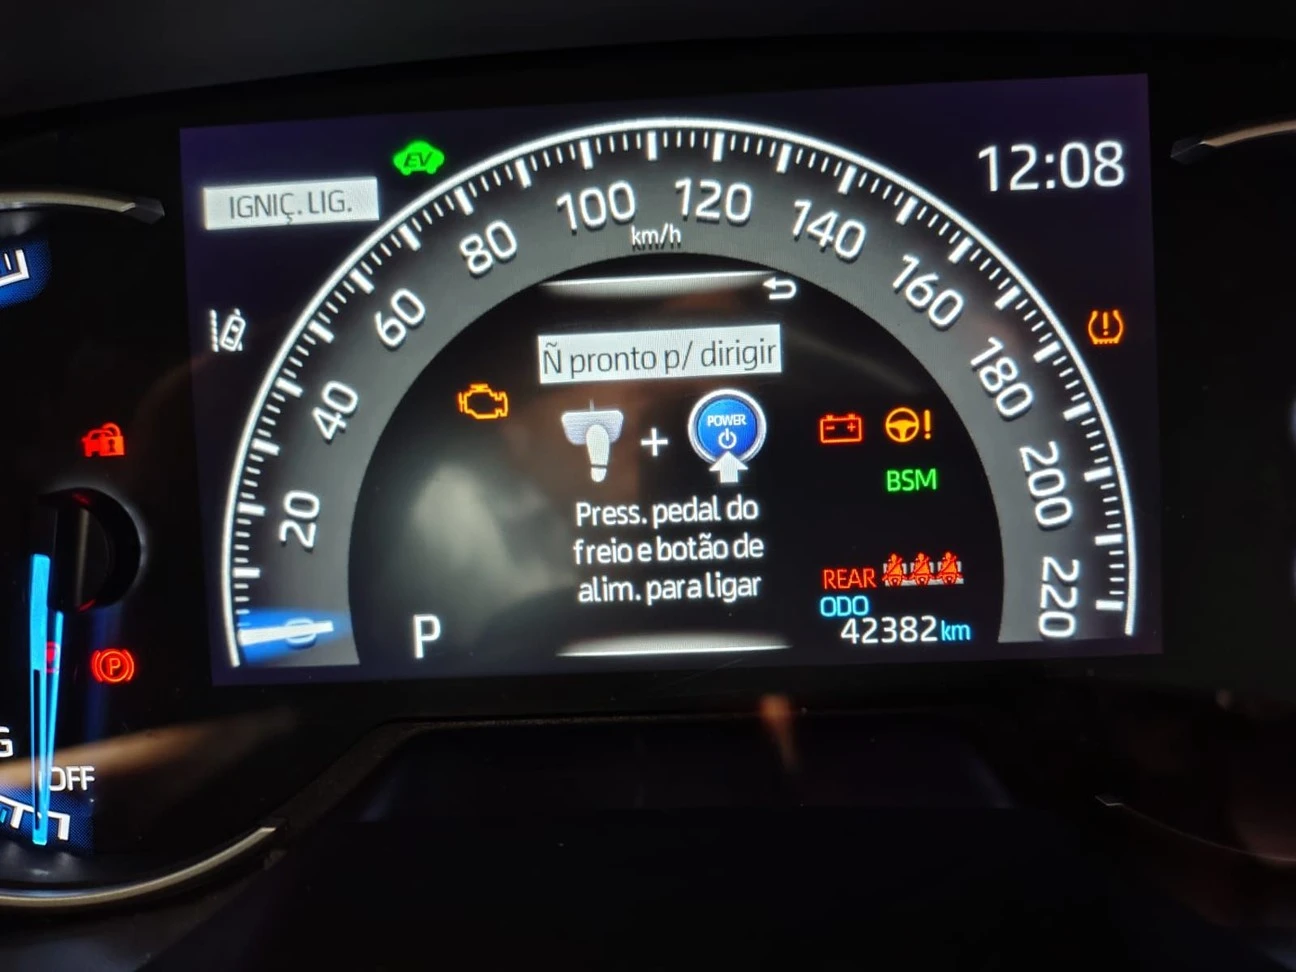 EV
12:08
IGNIÇ. LIG.
100
120
80
140
km/h
60
160
Ñ pronto p/ dirigir
180
40
POWER
+
BSM
200
20
Press. pedal do
freio e botão de
alim. para ligar
REAR
220
ODO
0
P
42382 km
P
OFF